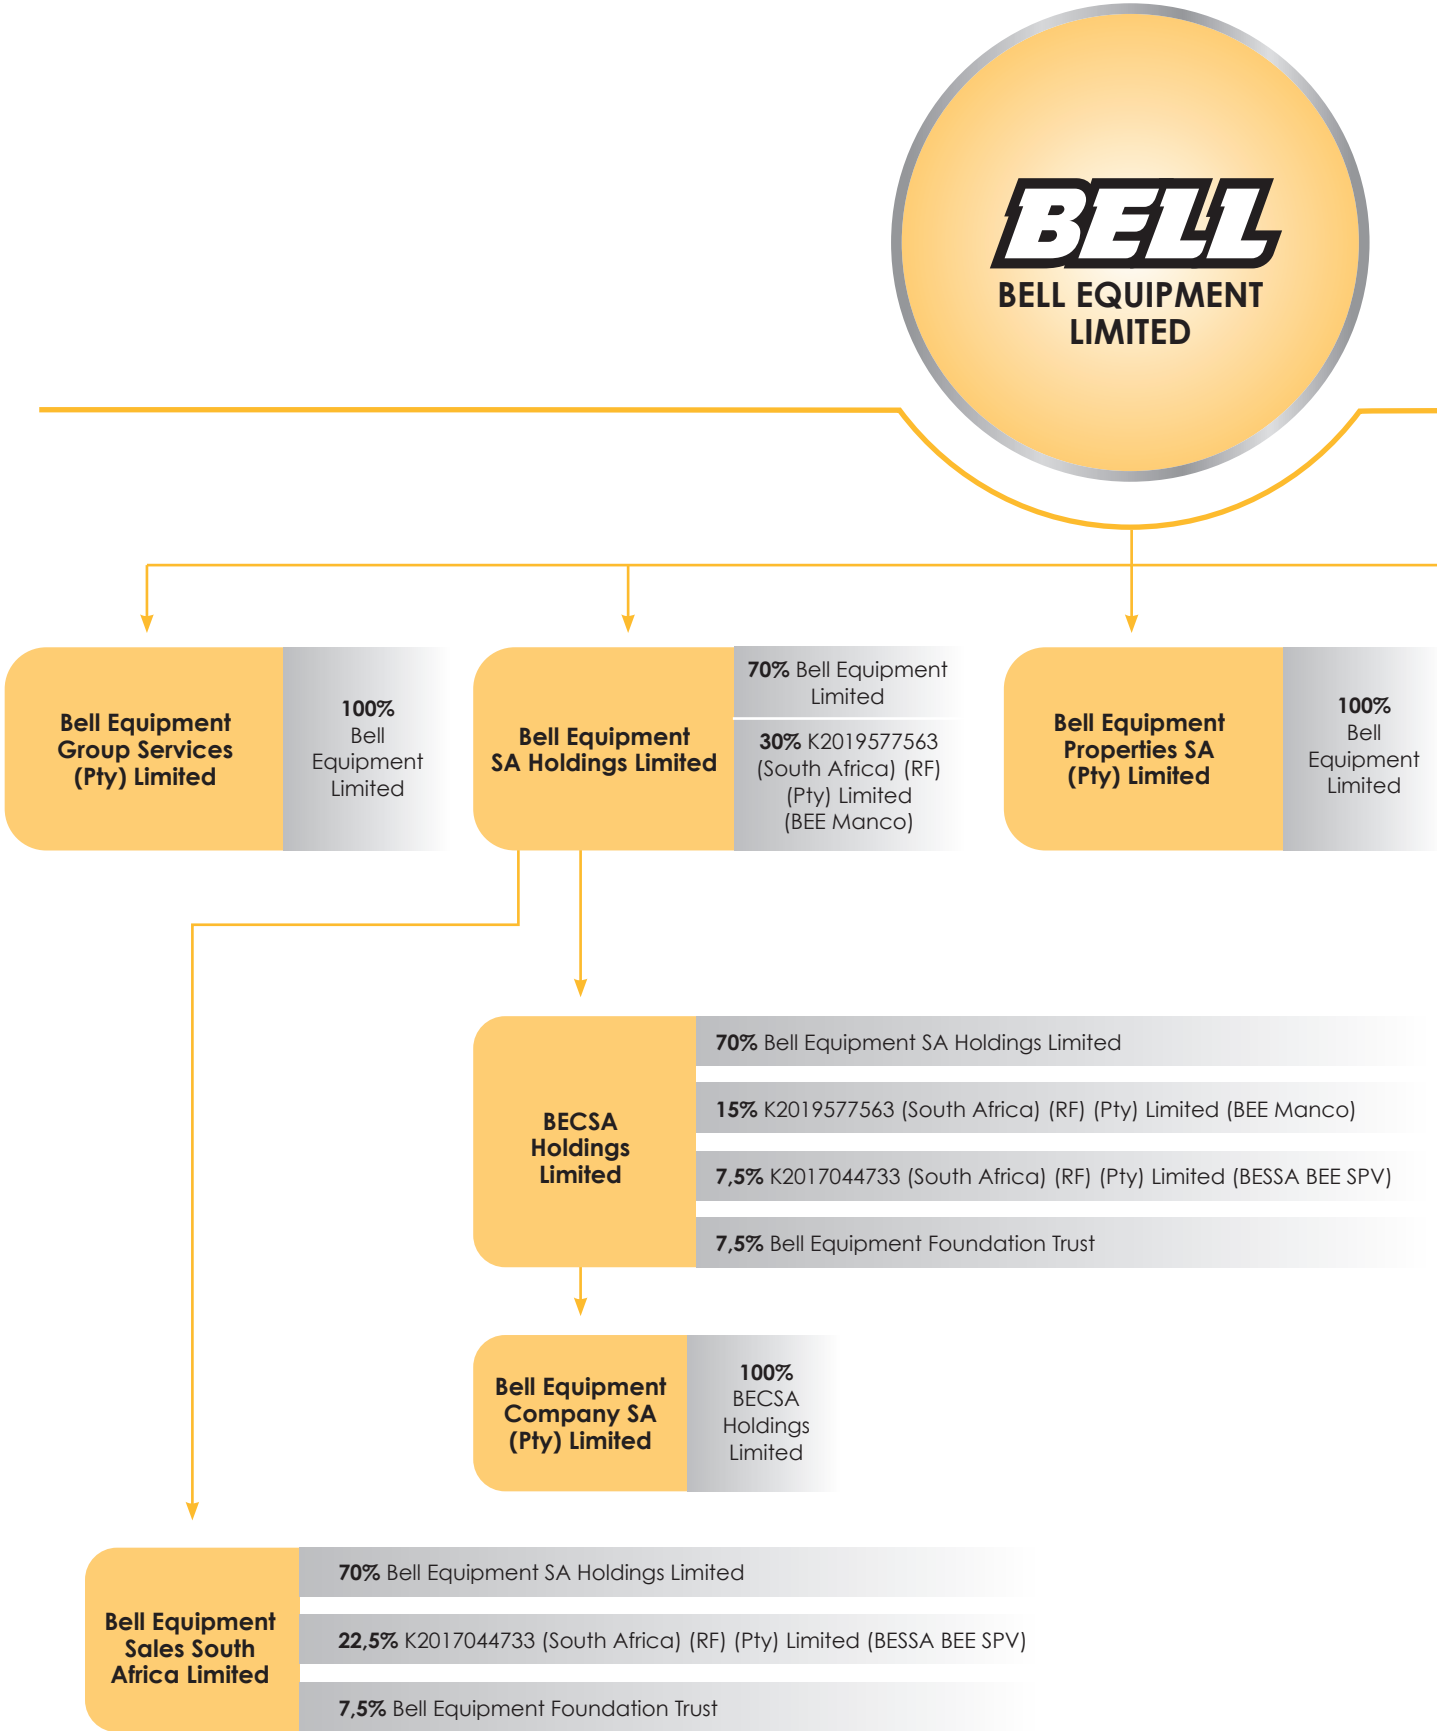 BELL
BELL EQUIPMENT
LIMITED
Bell Equipment
Group Services
(Pty) Limited
100%
Bell
Equipment
Limited
Bell Equipment
SA Holdings Limited
70% Bell Equipment
Limited
30% K2019577563
(South Africa) (RF)
(Pty) Limited
(BEE Manco)
Bell Equipment
Properties SA
(Pty) Limited
100%
Bell
Equipment
Limited
BECSA
Holdings
Limited
70% Bell Equipment SA Holdings Limited
15% K2019577563 (South Africa) (RF) (Pty) Limited (BEE Manco)
7,5% K2017044733 (South Africa) (RF) (Pty) Limited (BESSA BEE SPV)
7,5% Bell Equipment Foundation Trust
Bell Equipment
Company SA
(Pty) Limited
100%
BECSA
Holdings
Limited
Bell Equipment
Sales South
Africa Limited
70% Bell Equipment SA Holdings Limited
22,5% K2017044733 (South Africa) (RF) (Pty) Limited (BESSA BEE SPV)
7,5% Bell Equipment Foundation Trust